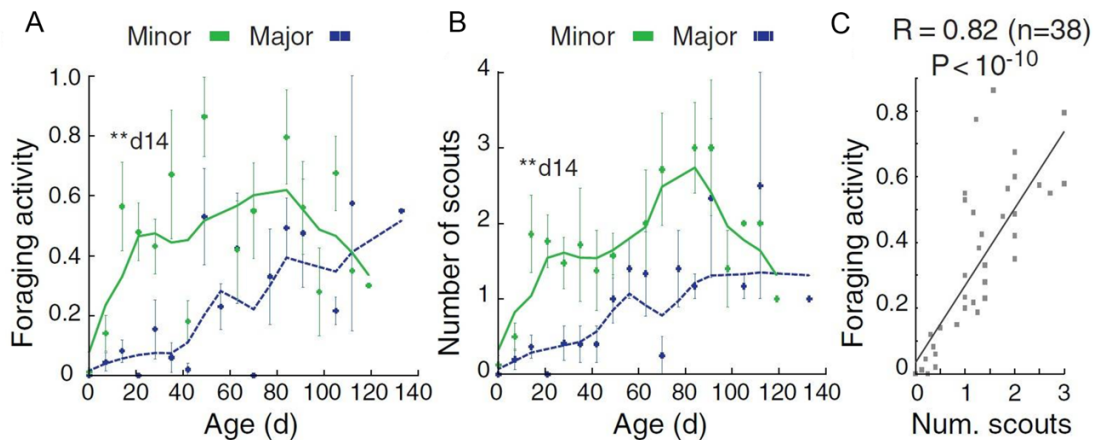 A
Minor Major
Foraging activity
1.0
0.8
0.6
0.4
0.2
0
**d14
0 20 40 60 80 100 120 140
Age (d)
B
Minor Major
Number of scouts
4
3
2
1
0
**d14
0 20 40 60 80 100 120 140
Age (d)
C
R = 0.82 (n=38)
P < 10⁻¹⁰
Foraging activity
0.8
0.6
0.4
0.2
0
0 1 2 3
Num. scouts